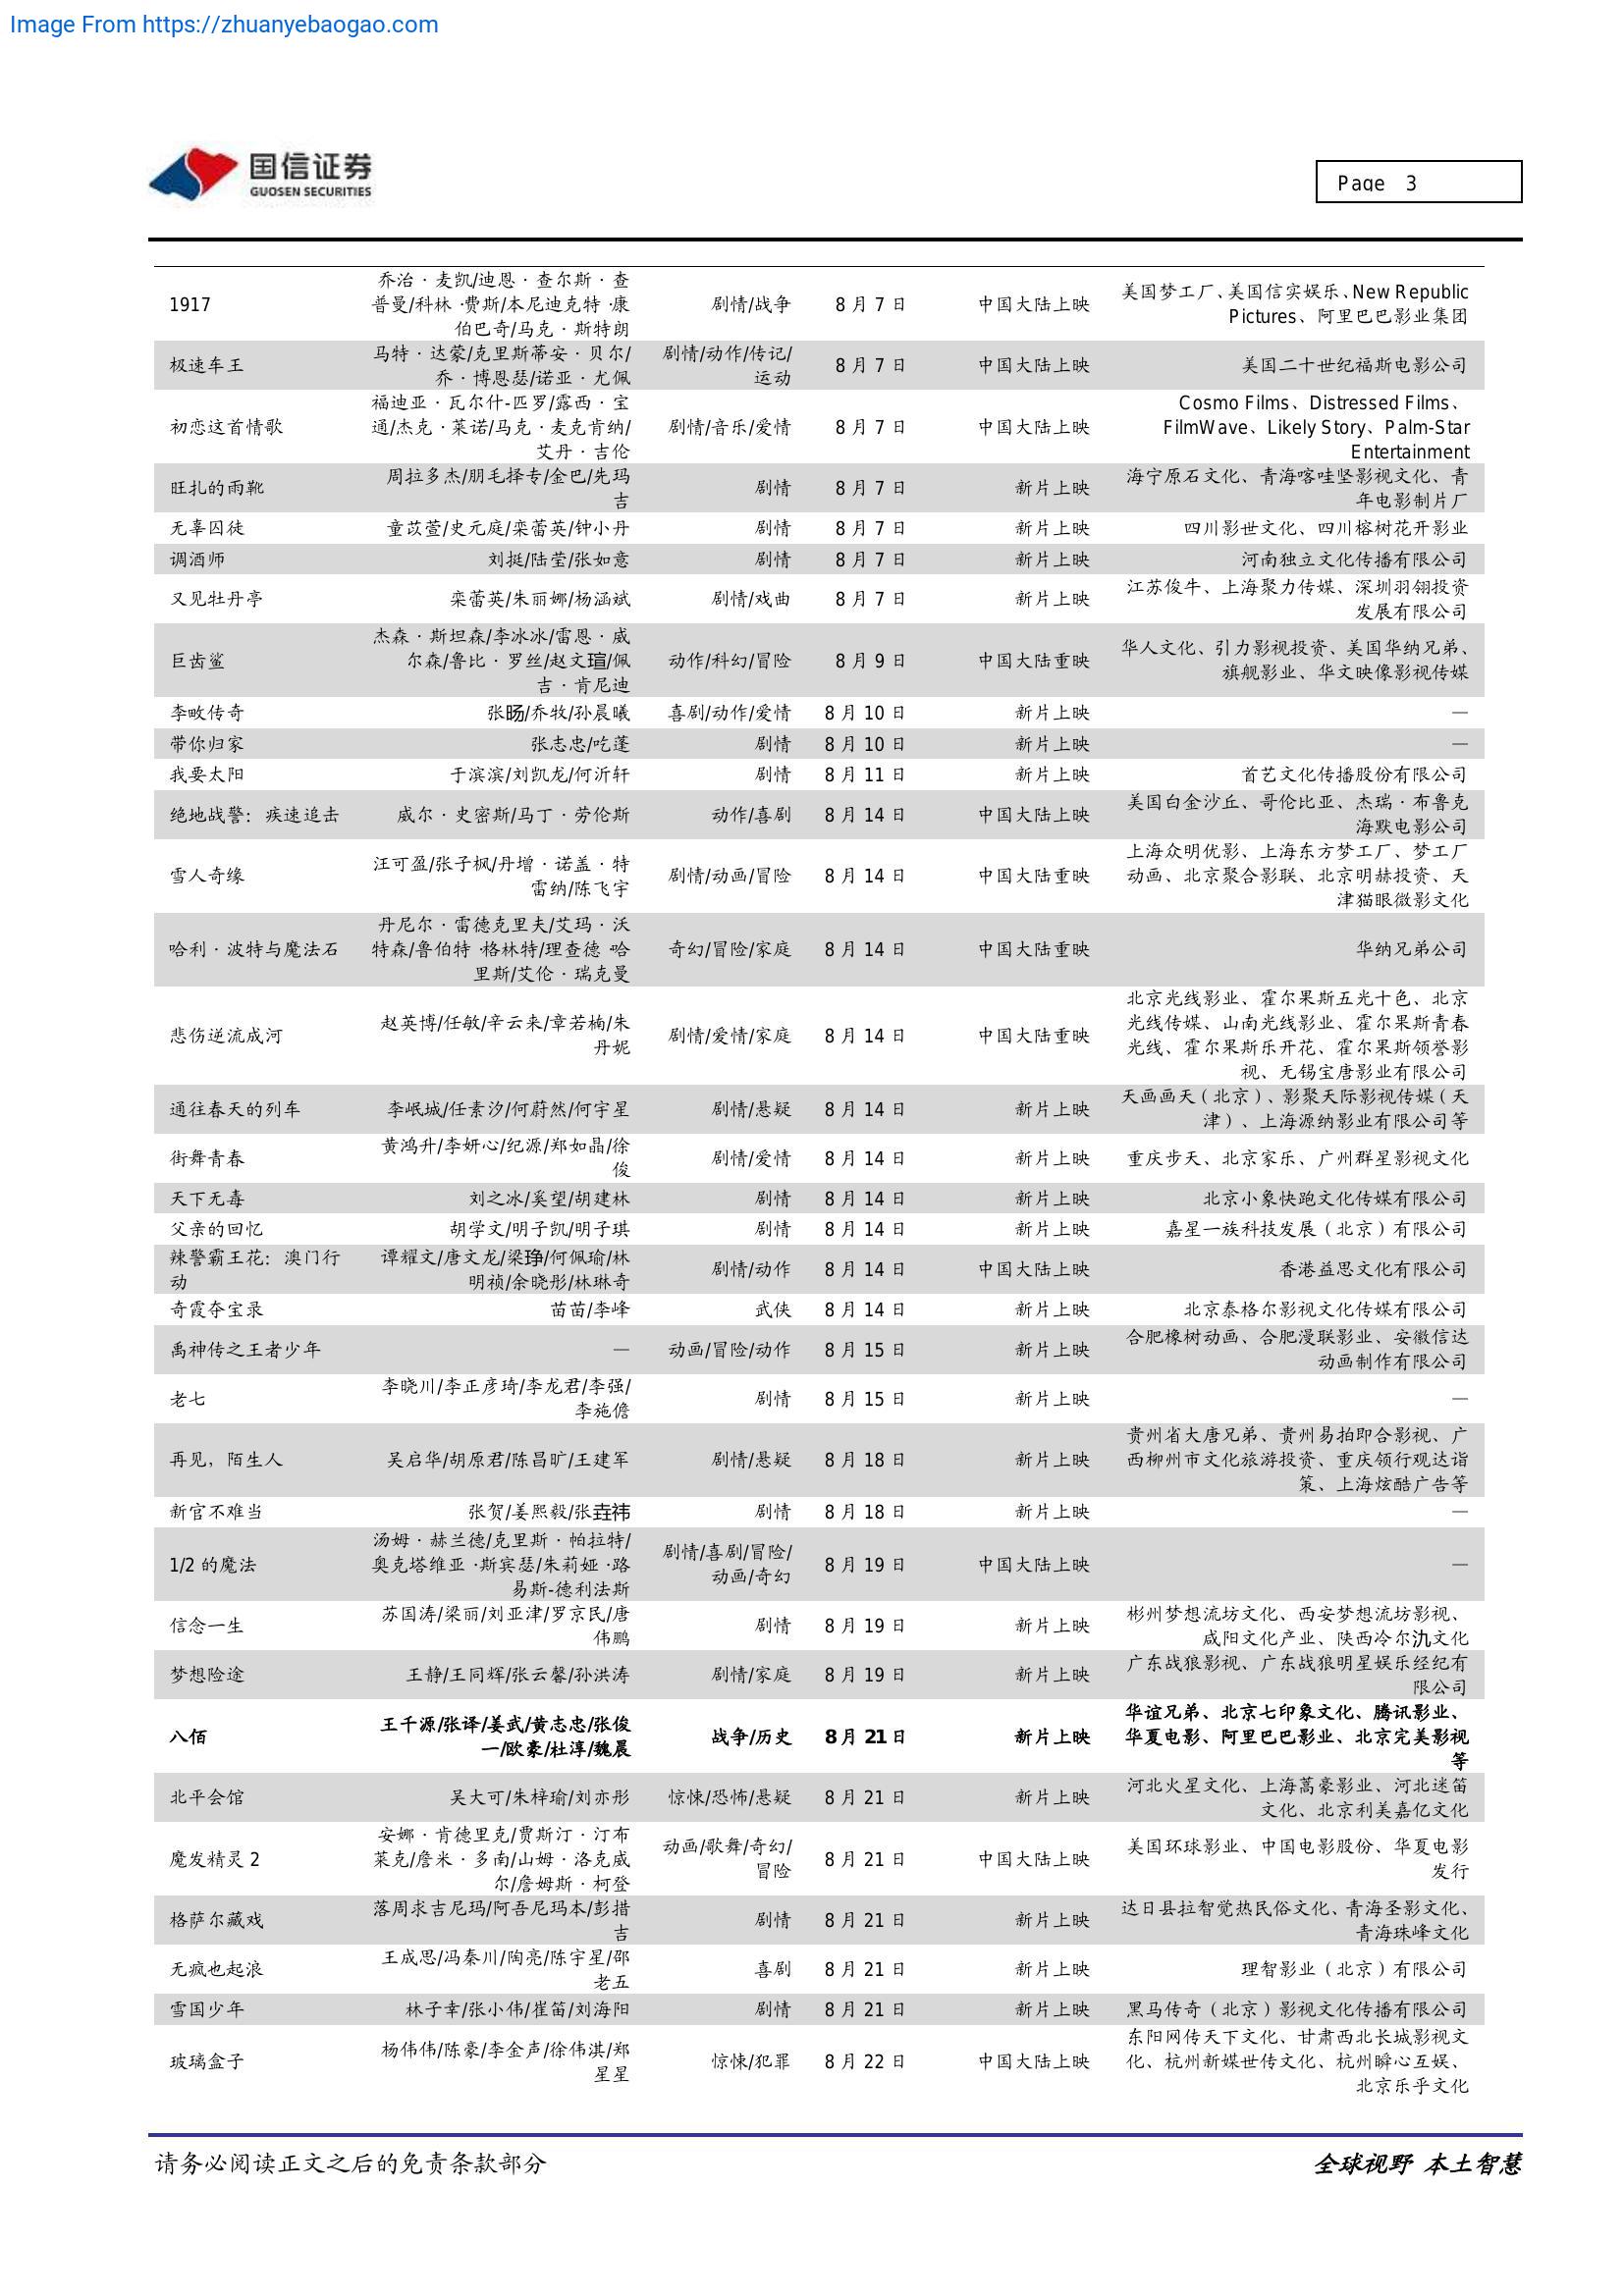 Image From https://zhuanyebaogao.com
国信证券
GUOSEN SECURITIES
Page 3
1917 乔治·麦凯/迪恩·查尔斯·查普曼/科林·费斯/本尼迪克特·康伯巴奇/马克·斯特朗 剧情/战争 8月7日 中国大陆上映 美国梦工厂、美国信实娱乐、New Republic Pictures、阿里巴巴影业集团
极速车王 马特·达蒙/克里斯蒂安·贝尔/乔·博恩瑟/诺亚·尤佩 剧情/动作/传记/运动 8月7日 中国大陆上映 美国二十世纪福斯电影公司
初恋这首情歌 福迪亚·瓦尔什-匹罗/露西·宝通/杰克·莱诺/马克·麦克肯纳/艾丹·吉伦 剧情/音乐/爱情 8月7日 中国大陆上映 Cosmo Films、Distressed Films、FilmWave、Likely Story、Palm-Star Entertainment
旺扎的雨靴 周拉多杰/朋毛择专/金巴/先玛吉 剧情 8月7日 新片上映 海宁原石文化、青海喀哇坚影视文化、青年电影制片厂
无辜囚徒 童苡萱/史元庭/栾蕾英/钟小丹 剧情 8月7日 新片上映 四川影世文化、四川榕树花开影业
调酒师 刘挺/陆莹/张如意 剧情 8月7日 新片上映 河南独立文化传播有限公司
又见牡丹亭 栾蕾英/朱丽娜/杨涵斌 剧情/戏曲 8月7日 新片上映 江苏俊牛、上海聚力传媒、深圳羽翎投资发展有限公司
巨齿鲨 杰森·斯坦森/李冰冰/雷恩·威尔森/鲁比·罗丝/赵文瑄/佩吉·肯尼迪 动作/科幻/冒险 8月9日 中国大陆重映 华人文化、引力影视投资、美国华纳兄弟、旗舰影业、华文映像影视传媒
李畋传奇 张旸/乔牧/孙晨曦 喜剧/动作/爱情 8月10日 新片上映 —
带你归家 张志忠/吃蓬 剧情 8月10日 新片上映 —
我要太阳 于滨滨/刘凯龙/何沂轩 剧情 8月11日 新片上映 首艺文化传播股份有限公司
绝地战警：疾速追击 威尔·史密斯/马丁·劳伦斯 动作/喜剧 8月14日 中国大陆上映 美国白金沙丘、哥伦比亚、杰瑞·布鲁克海默电影公司
雪人奇缘 汪可盈/张子枫/丹增·诺盖·特雷纳/陈飞宇 剧情/动画/冒险 8月14日 中国大陆重映 上海众明优影、上海东方梦工厂、梦工厂动画、北京聚合影联、北京明赫投资、天津猫眼微影文化
哈利·波特与魔法石 丹尼尔·雷德克里夫/艾玛·沃特森/鲁伯特·格林特/理查德·哈里斯/艾伦·瑞克曼 奇幻/冒险/家庭 8月14日 中国大陆重映 华纳兄弟公司
悲伤逆流成河 赵英博/任敏/辛云来/章若楠/朱丹妮 剧情/爱情/家庭 8月14日 中国大陆重映 北京光线影业、霍尔果斯五光十色、北京光线传媒、山南光线影业、霍尔果斯青春光线、霍尔果斯乐开花、霍尔果斯领誉影视、无锡宝唐影业有限公司
通往春天的列车 李岷城/任素汐/何蔚然/何宇星 剧情/悬疑 8月14日 新片上映 天画画天（北京）、影聚天际影视传媒（天津）、上海源纳影业有限公司等
街舞青春 黄鸿升/李妍心/纪源/郑如晶/徐俊 剧情/爱情 8月14日 新片上映 重庆步天、北京家乐、广州群星影视文化
天下无毒 刘之冰/奚望/胡建林 剧情 8月14日 新片上映 北京小象快跑文化传媒有限公司
父亲的回忆 胡学文/明子凯/明子琪 剧情 8月14日 新片上映 嘉星一族科技发展（北京）有限公司
辣警霸王花：澳门行动 谭耀文/唐文龙/梁琤/何佩瑜/林明祯/余晓彤/林琳奇 剧情/动作 8月14日 中国大陆上映 香港益思文化有限公司
奇霞夺宝录 苗苗/李峰 武侠 8月14日 新片上映 北京泰格尔影视文化传媒有限公司
禹神传之王者少年 — 动画/冒险/动作 8月15日 新片上映 合肥橡树动画、合肥漫联影业、安徽信达动画制作有限公司
老七 李晓川/李正彦琦/李龙君/李强/李施儋 剧情 8月15日 新片上映 —
再见，陌生人 吴启华/胡原君/陈昌旷/王建军 剧情/悬疑 8月18日 新片上映 贵州省大唐兄弟、贵州易拍即合影视、广西柳州市文化旅游投资、重庆领行观达诣策、上海炫酷广告等
新官不难当 张贺/姜熙毅/张垚祎 剧情 8月18日 新片上映 —
1/2 的魔法 汤姆·赫兰德/克里斯·帕拉特/奥克塔维亚·斯宾瑟/朱莉娅·路易斯-德利法斯 剧情/喜剧/冒险/动画/奇幻 8月19日 中国大陆上映 —
信念一生 苏国涛/梁丽/刘亚津/罗京民/唐伟鹏 剧情 8月19日 新片上映 彬州梦想流坊文化、西安梦想流坊影视、咸阳文化产业、陕西冷尔氿文化
梦想险途 王静/王同辉/张云馨/孙洪涛 剧情/家庭 8月19日 新片上映 广东战狼影视、广东战狼明星娱乐经纪有限公司
八佰 王千源/张译/姜武/黄志忠/张俊一/欧豪/杜淳/魏晨 战争/历史 8月21日 新片上映 华谊兄弟、北京七印象文化、腾讯影业、华夏电影、阿里巴巴影业、北京完美影视等
北平会馆 吴大可/朱梓瑜/刘亦彤 惊悚/恐怖/悬疑 8月21日 新片上映 河北火星文化、上海蒿豪影业、河北迷笛文化、北京利美嘉亿文化
魔发精灵 2 安娜·肯德里克/贾斯汀·汀布莱克/詹米·多南/山姆·洛克威尔/詹姆斯·柯登 动画/歌舞/奇幻/冒险 8月21日 中国大陆上映 美国环球影业、中国电影股份、华夏电影发行
格萨尔藏戏 落周求吉尼玛/阿吾尼玛本/彭措吉 剧情 8月21日 新片上映 达日县拉智觉热民俗文化、青海圣影文化、青海珠峰文化
无疯也起浪 王成思/冯秦川/陶亮/陈宇星/邵老五 喜剧 8月21日 新片上映 理智影业（北京）有限公司
雪国少年 林子幸/张小伟/崔笛/刘海阳 剧情 8月21日 新片上映 黑马传奇（北京）影视文化传播有限公司
玻璃盒子 杨伟伟/陈豪/李金声/徐伟淇/郑星星 惊悚/犯罪 8月22日 中国大陆上映 东阳网传天下文化、甘肃西北长城影视文化、杭州新媒世传文化、杭州瞬心互娱、北京乐乎文化
请务必阅读正文之后的免责条款部分
全球视野 本土智慧